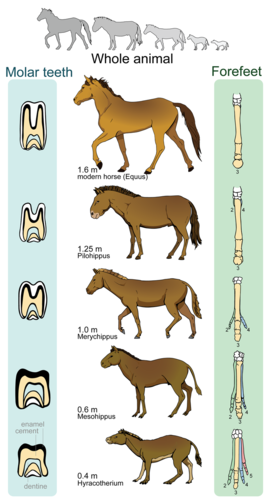 Whole animal
Molar teeth
Forefeet
1.6 m
modern horse (Equus)
3
1.25 m
Pilohippus
2 4
3
1.0 m
Merychippus
2 4
3
0.6 m
Mesohippus
2 4
3
enamel
cement
dentine
0.4 m
Hyracotherium
2 5
4
3